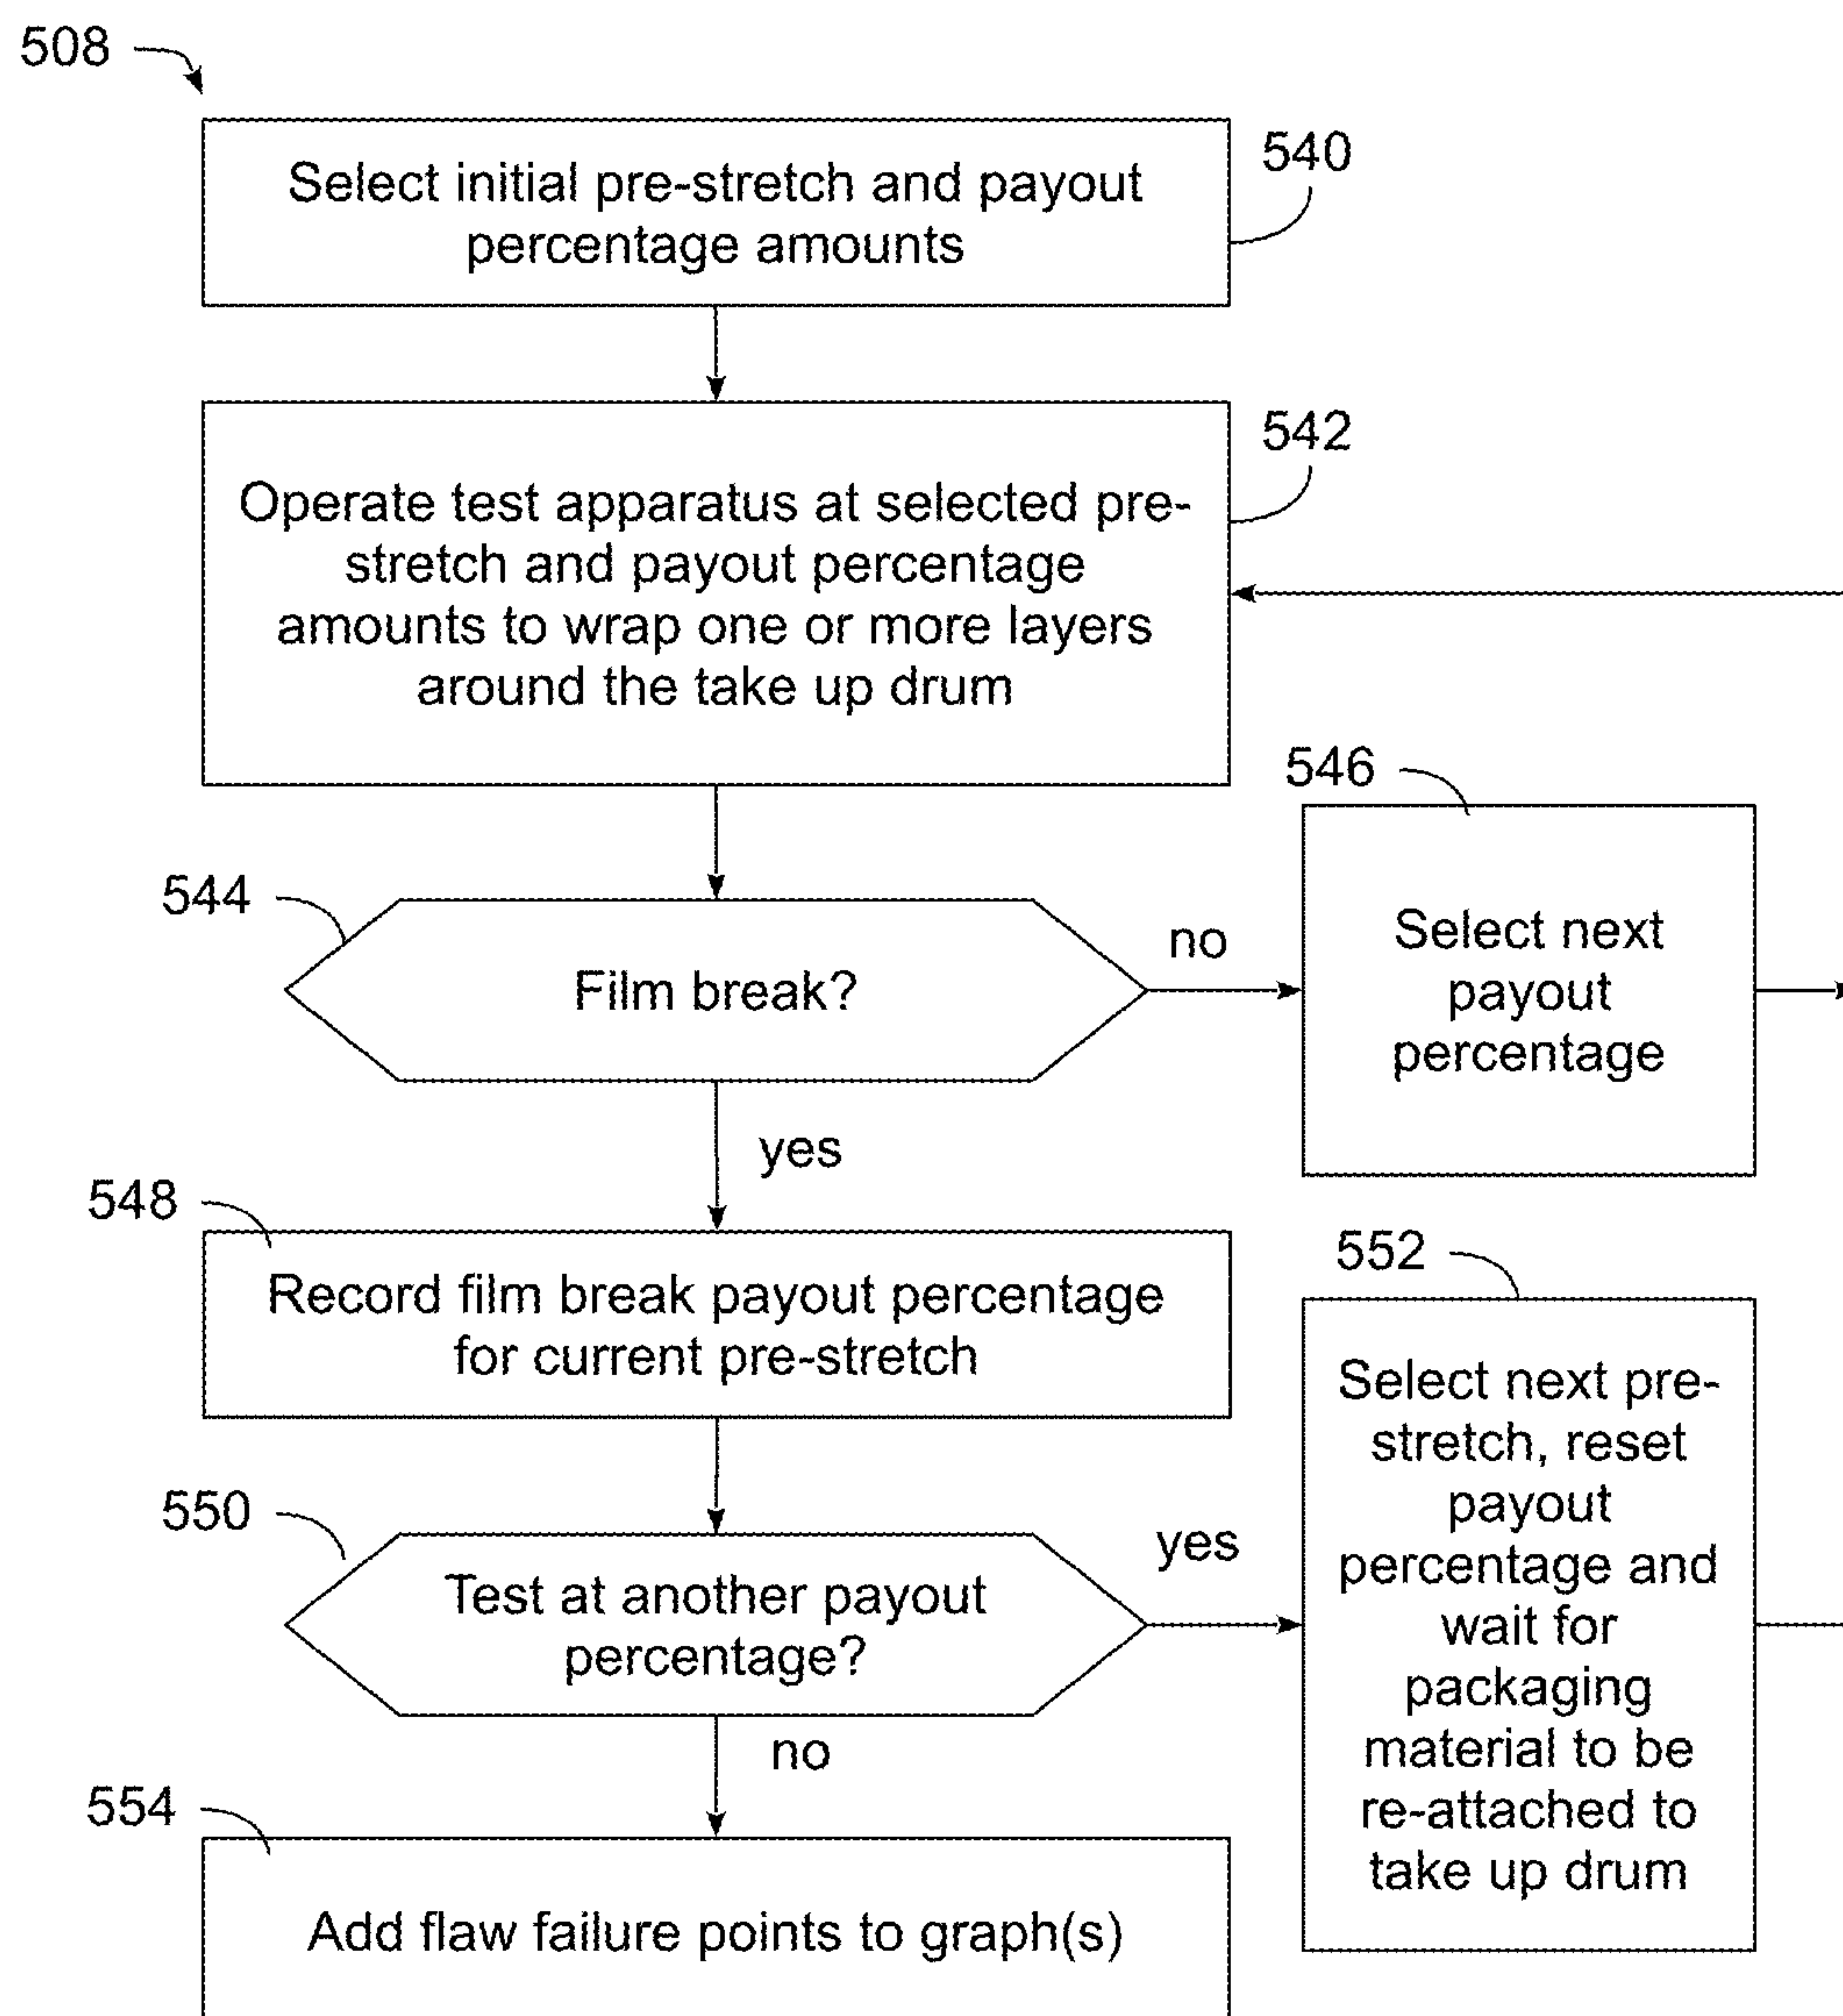 508
Select initial pre-stretch and payout
percentage amounts
540
Operate test apparatus at selected pre-
stretch and payout percentage
amounts to wrap one or more layers
around the take up drum
542
544
Film break?
no
546
Select next
payout
percentage
yes
548
Record film break payout percentage
for current pre-stretch
550
Test at another payout
percentage?
yes
552
Select next pre-
stretch, reset
payout
percentage and
wait for
packaging
material to be
re-attached to
take up drum
no
554
Add flaw failure points to graph(s)